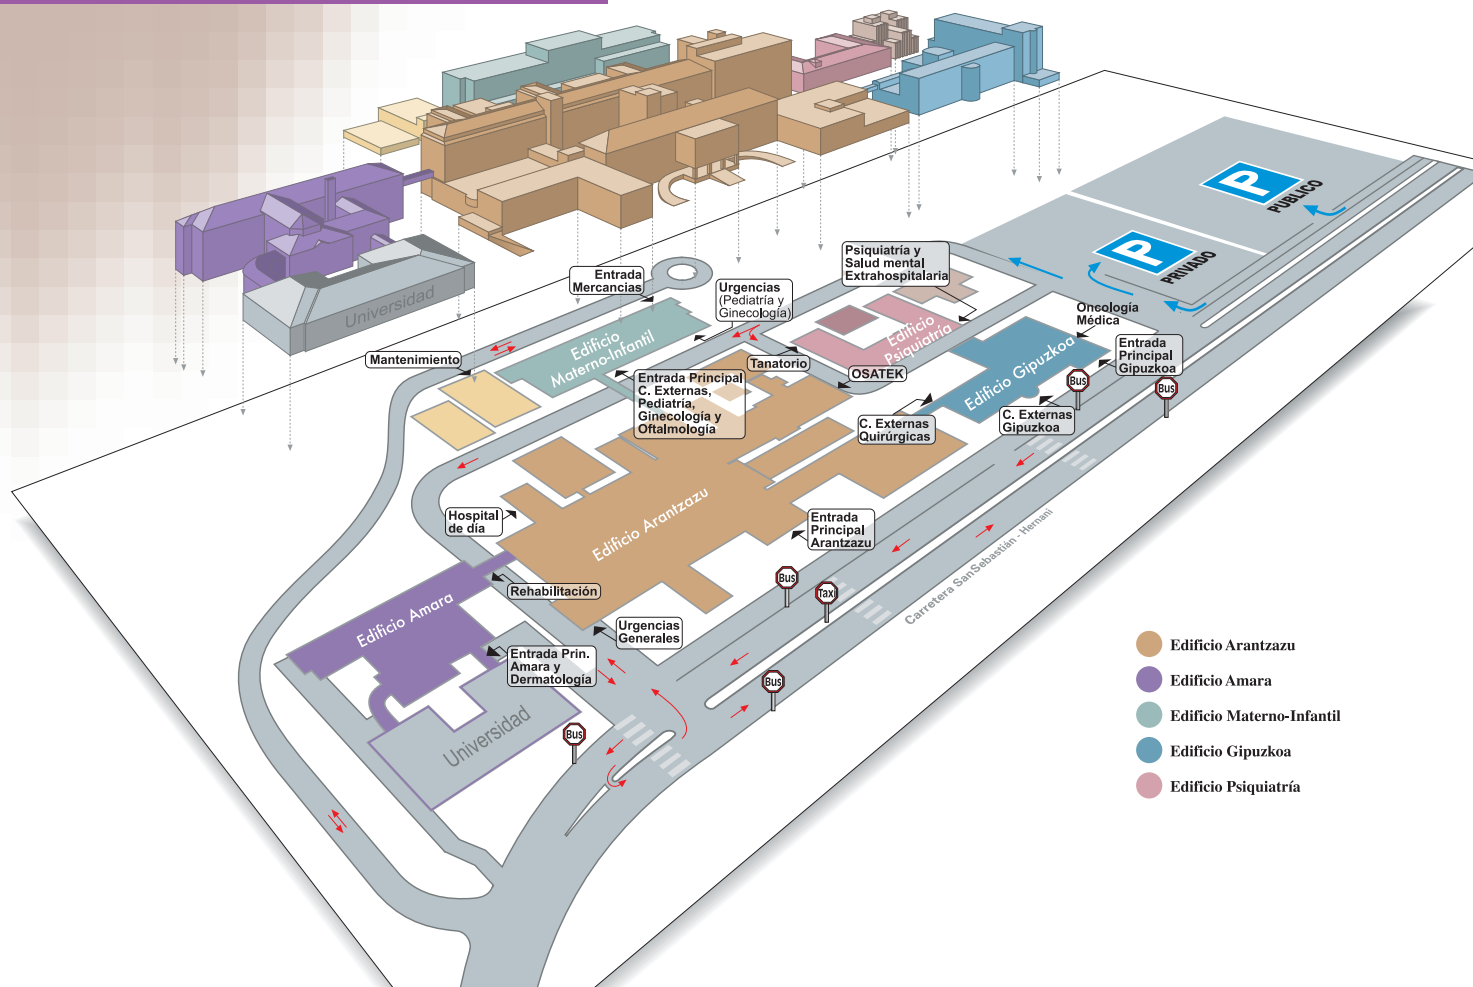 Universidad
P
PUBLICO
P
PRIVADO
Psiquiatría y
Salud mental
Extrahospitalaria
Entrada
Mercancias
Urgencias
(Pediatría y
Ginecología)
Oncología
Médica
Edificio
Materno-Infantil
Edificio
Psiquiatría
Edificio Gipuzkoa
Entrada
Principal
Gipuzkoa
Mantenimiento
Tanatorio
OSATEK
Bus
Bus
Entrada Principal
C. Externas,
Pediatría,
Ginecología y
Oftalmología
C. Externas
Quirúrgicas
C. Externas
Gipuzkoa
Hospital
de día
Edificio Arantzazu
Entrada
Principal
Arantzazu
Carretera SanSebastián - Hernani
Bus
Taxi
Rehabilitación
Edificio Amara
Urgencias
Generales
Entrada Prin.
Amara y
Dermatología
Bus
Universidad
Bus
Edificio Arantzazu
Edificio Amara
Edificio Materno-Infantil
Edificio Gipuzkoa
Edificio Psiquiatría